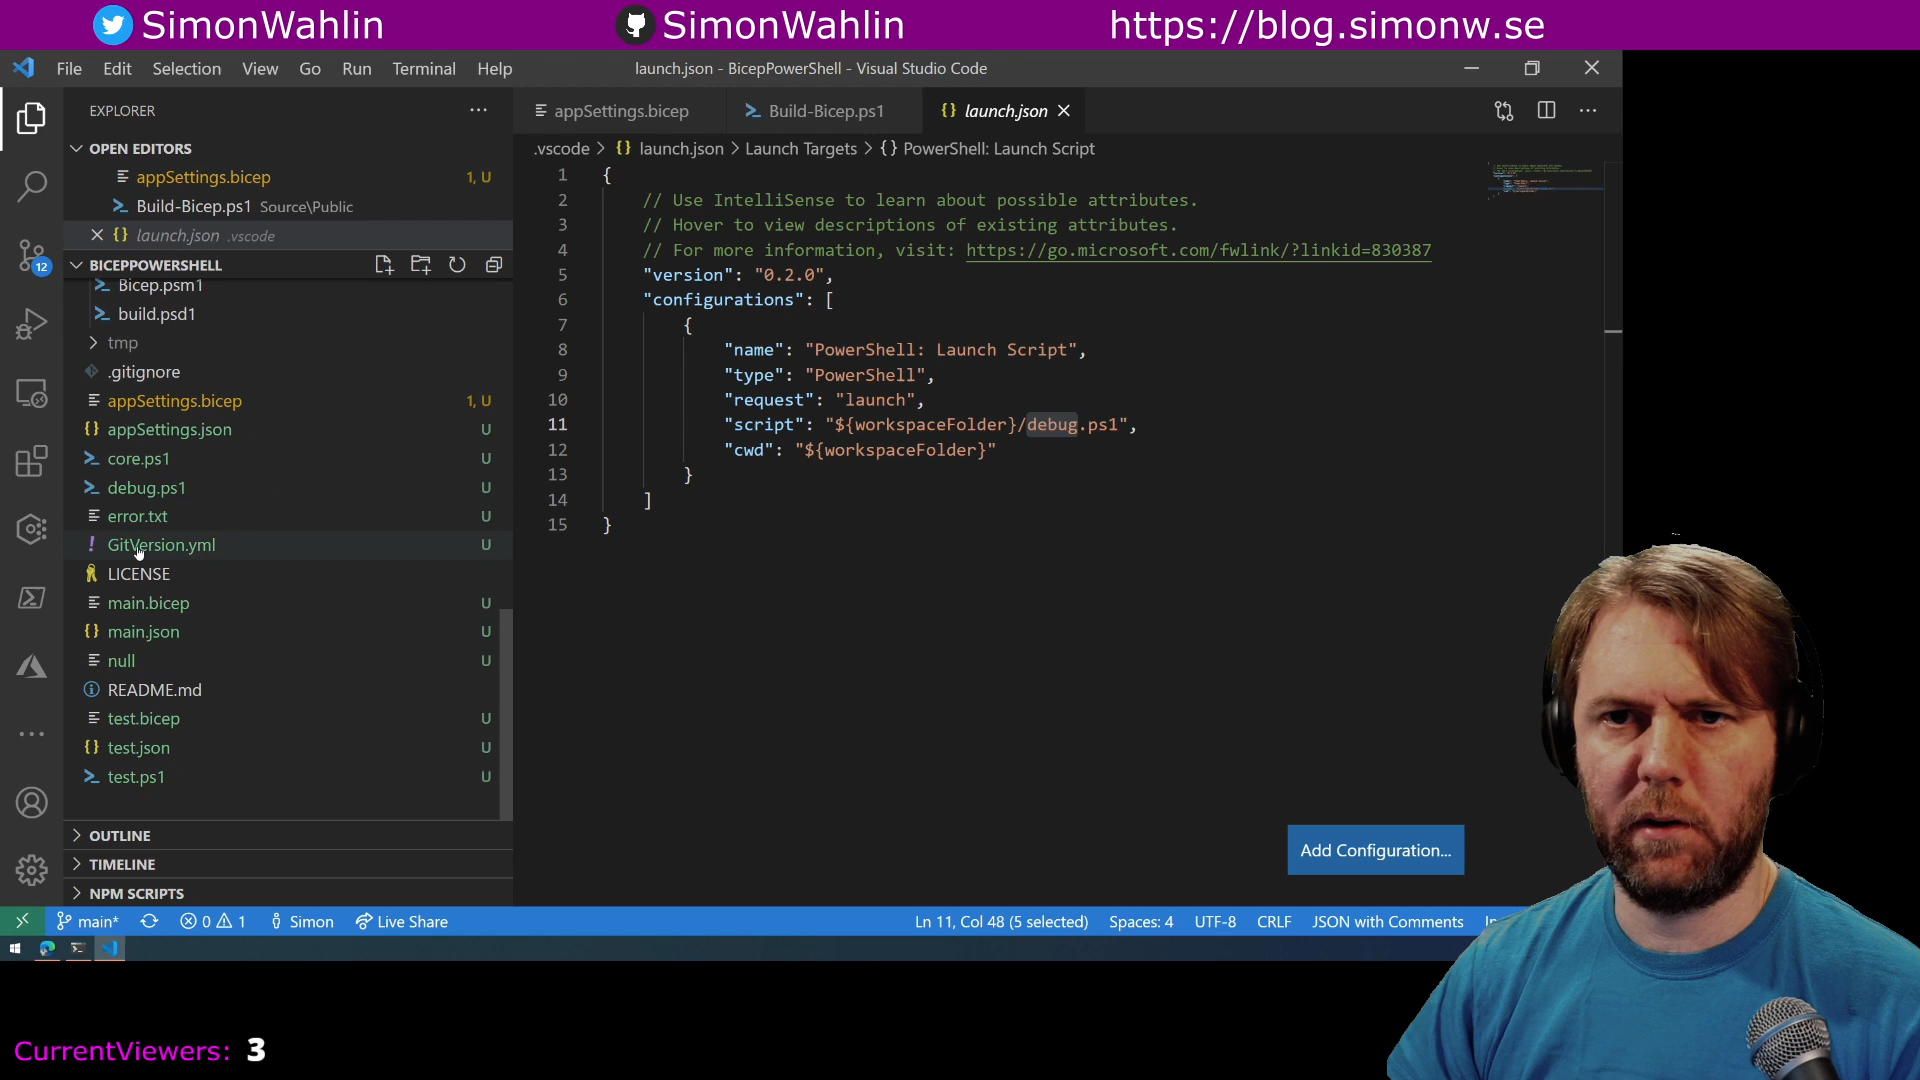 SimonWahlin
SimonWahlin
https://blog.simonw.se
File Edit Selection View Go Run Terminal Help
launch.json - BicepPowerShell - Visual Studio Code
EXPLORER
OPEN EDITORS
appSettings.bicep 1, U
Build-Bicep.ps1 Source\Public
launch.json .vscode
BICEPPOWERSHELL
Bicep.psm1
build.psd1
tmp
.gitignore
appSettings.bicep 1, U
appSettings.json U
core.ps1 U
debug.ps1 U
error.txt U
GitVersion.yml U
LICENSE
main.bicep U
main.json U
null U
README.md
test.bicep U
test.json U
test.ps1 U
OUTLINE
TIMELINE
NPM SCRIPTS
12
appSettings.bicep
Build-Bicep.ps1
launch.json
.vscode > {} launch.json > Launch Targets > {} PowerShell: Launch Script
1 {
2 // Use IntelliSense to learn about possible attributes.
3 // Hover to view descriptions of existing attributes.
4 // For more information, visit: https://go.microsoft.com/fwlink/?linkid=830387
5 "version": "0.2.0",
6 "configurations": [
7 {
8 "name": "PowerShell: Launch Script",
9 "type": "PowerShell",
10 "request": "launch",
11 "script": "${workspaceFolder}/debug.ps1",
12 "cwd": "${workspaceFolder}"
13 }
14 ]
15 }
Add Configuration...
main* 0 1 Simon Live Share
Ln 11, Col 48 (5 selected) Spaces: 4 UTF-8 CRLF JSON with Comments
CurrentViewers: 3